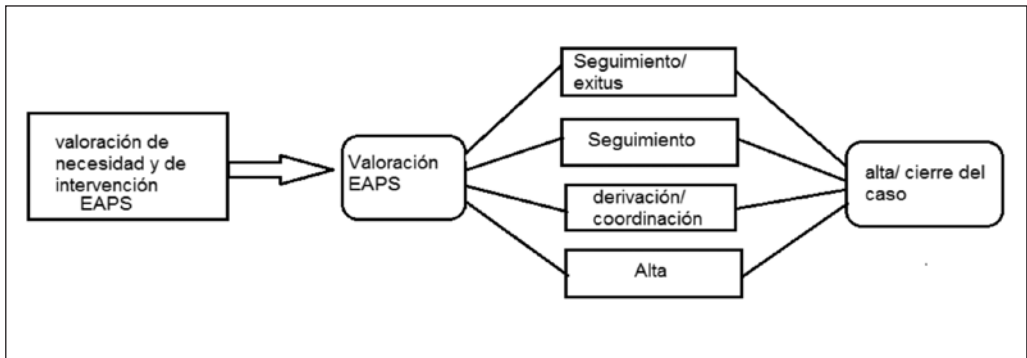 valoración de
necesidad y de
intervención
EAPS
Valoración
EAPS
Seguimiento/
exitus
Seguimiento
derivación/
coordinación
Alta
alta/ cierre del
caso